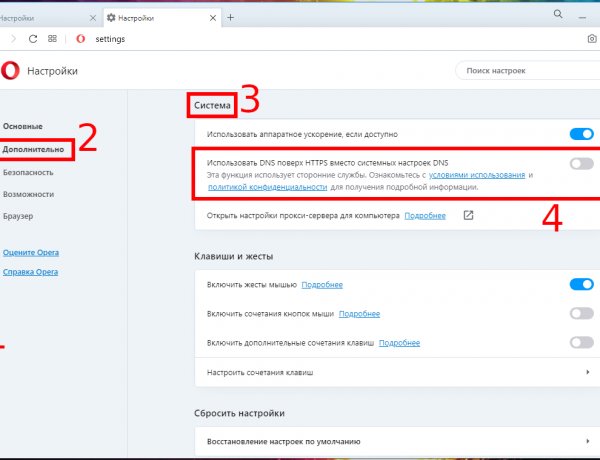 Настройки
Настройки
settings
Настройки
Поиск настроек
Система
3
Основные
Использовать аппаратное ускорение, если доступно
Дополнительно
2
Использовать DNS поверх HTTPS вместо системных настроек DNS
Эта функция использует сторонние службы. Ознакомьтесь с условиями использования и
политикой конфиденциальности для получения подробной информации.
Безопасность
Возможности
Браузер
Открыть настройки прокси-сервера для компьютера Подробнее
4
Оцените Opera
Справка Opera
Клавиши и жесты
Включить жесты мышью Подробнее
Включить сочетания кнопок мыши Подробнее
Включить дополнительные сочетания клавиш Подробнее
Настроить сочетания клавиш
Сбросить настройки
Восстановление настроек по умолчанию